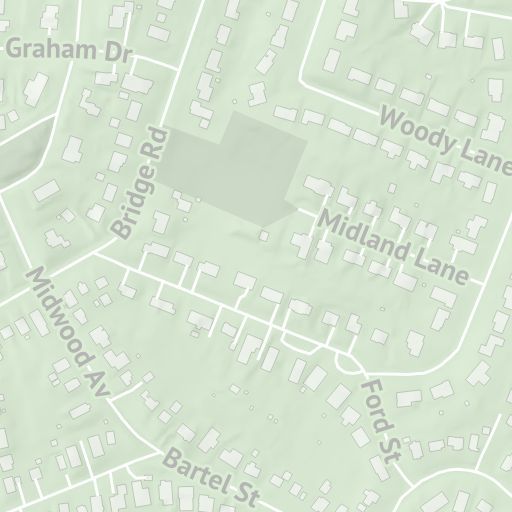 Graham Dr
Woody Lane
Bridge Rd
Midland Lane
Midwood Av
Ford St
Bartel St